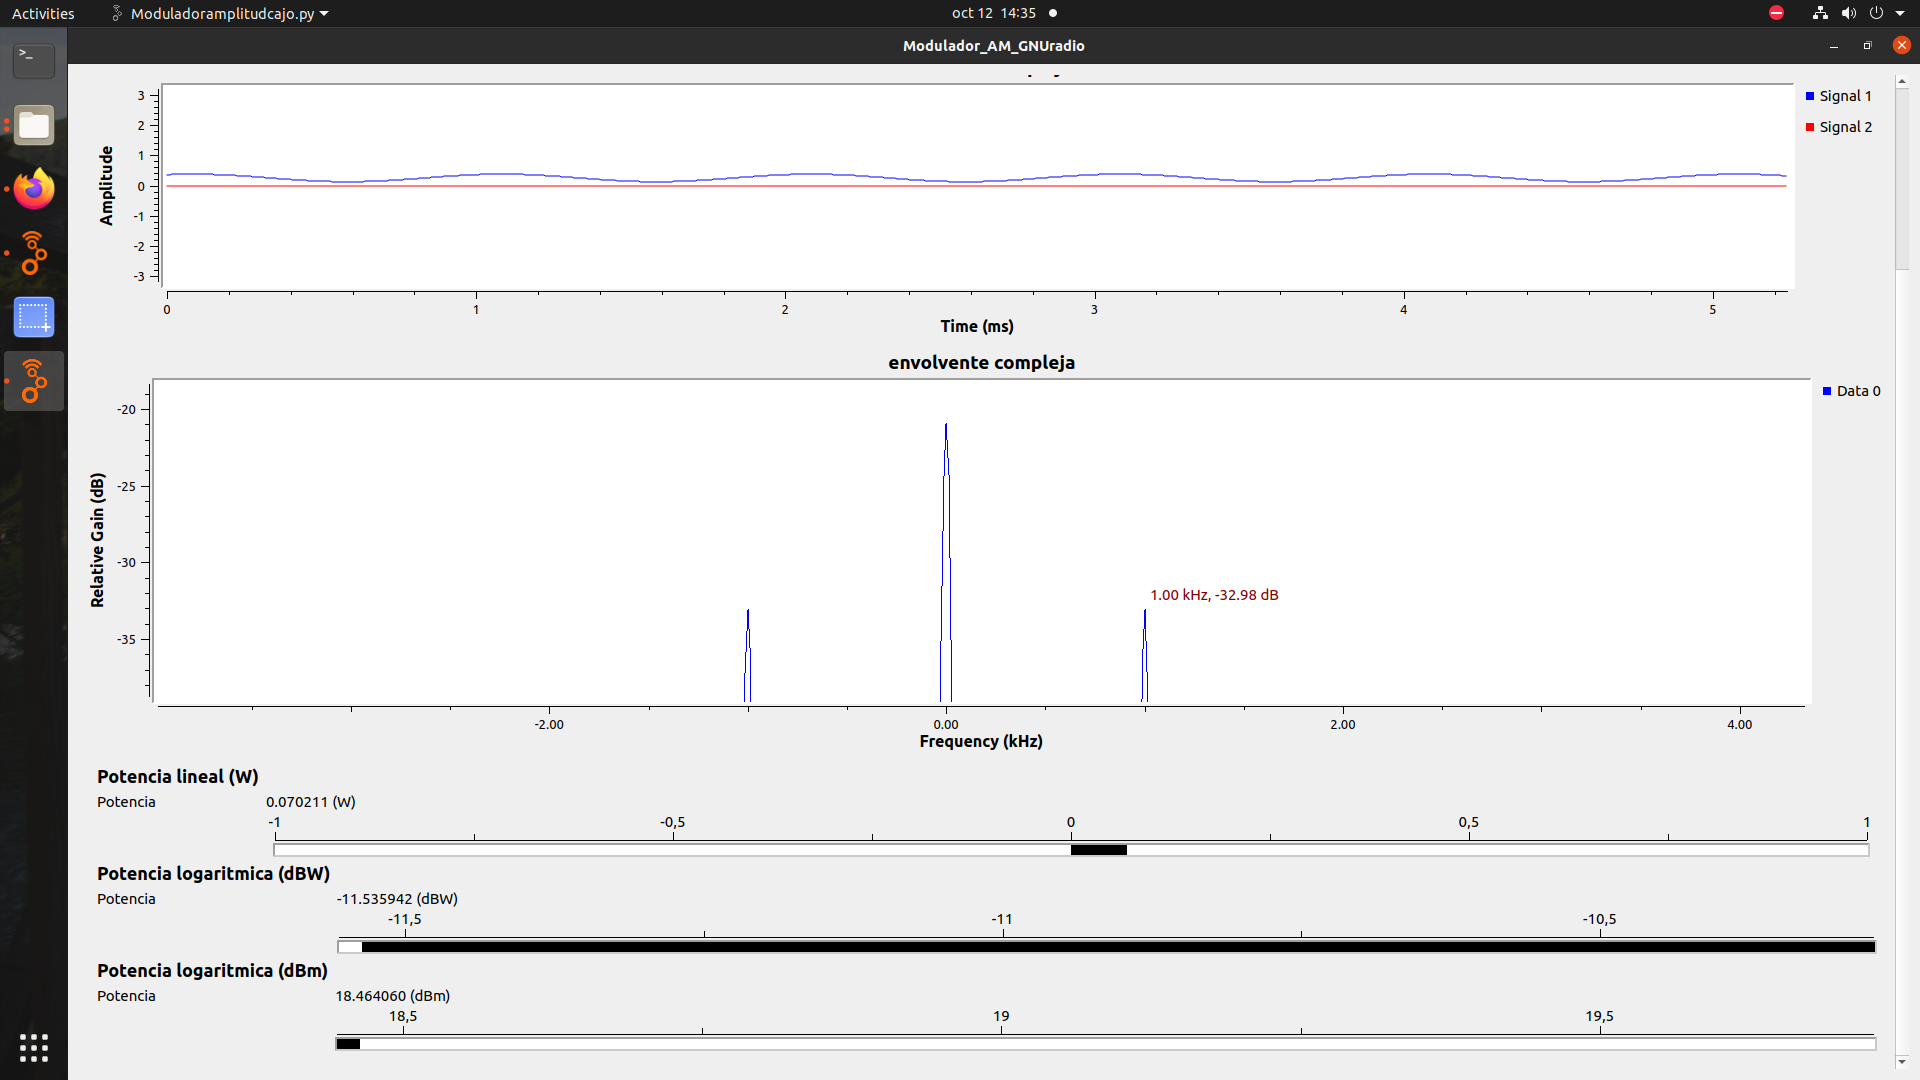 Activities
Moduladoramplitudcajo.py
oct 12 14:35
Modulador_AM_GNUradio
3
2
1
0
-1
-2
-3
Amplitude
Signal 1
Signal 2
0 1 2 3 4 5
Time (ms)
envolvente compleja
-20
-25
-30
-35
Relative Gain (dB)
Data 0
1.00 kHz, -32.98 dB
-2.00 0.00 2.00 4.00
Frequency (kHz)
Potencia lineal (W)
Potencia 0.070211 (W)
-1 -0,5 0 0,5 1
Potencia logaritmica (dBW)
Potencia -11.535942 (dBW)
-11,5 -11 -10,5
Potencia logaritmica (dBm)
Potencia 18.464060 (dBm)
18,5 19 19,5